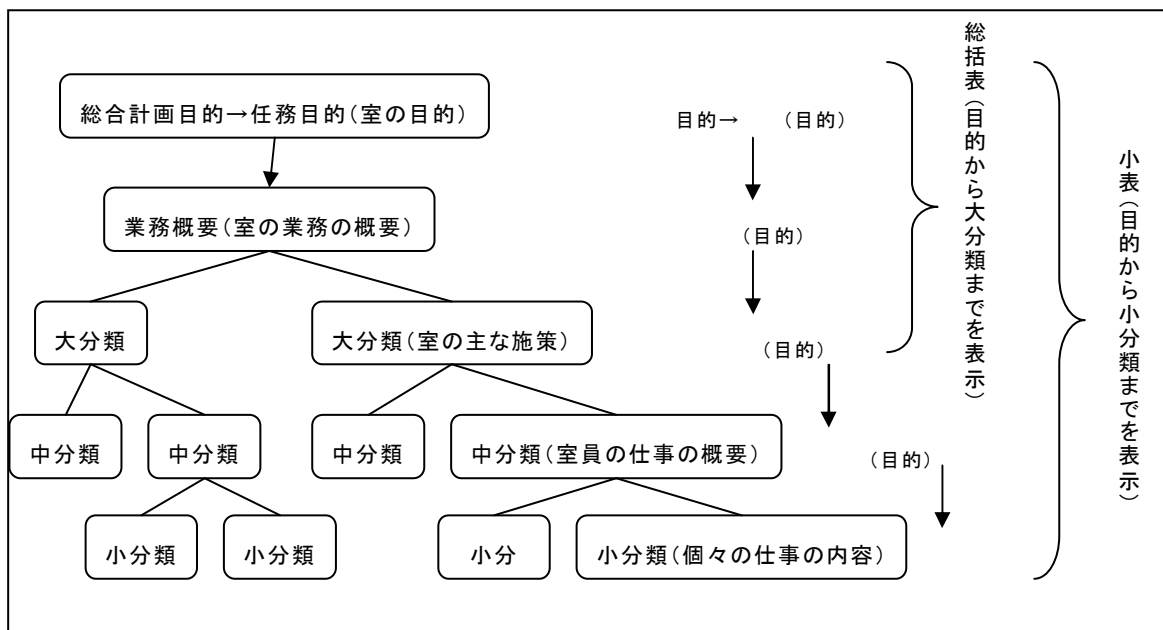 総合計画目的→任務目的(室の目的)
業務概要(室の業務の概要)
大分類
大分類(室の主な施策)
中分類
中分類
中分類
中分類(室員の仕事の概要)
小分類
小分類
小分
小分類(個々の仕事の内容)
目的→ (目的)
(目的)
(目的)
(目的)
総括表(目的から大分類までを表示)
小表(目的から小分類までを表示)